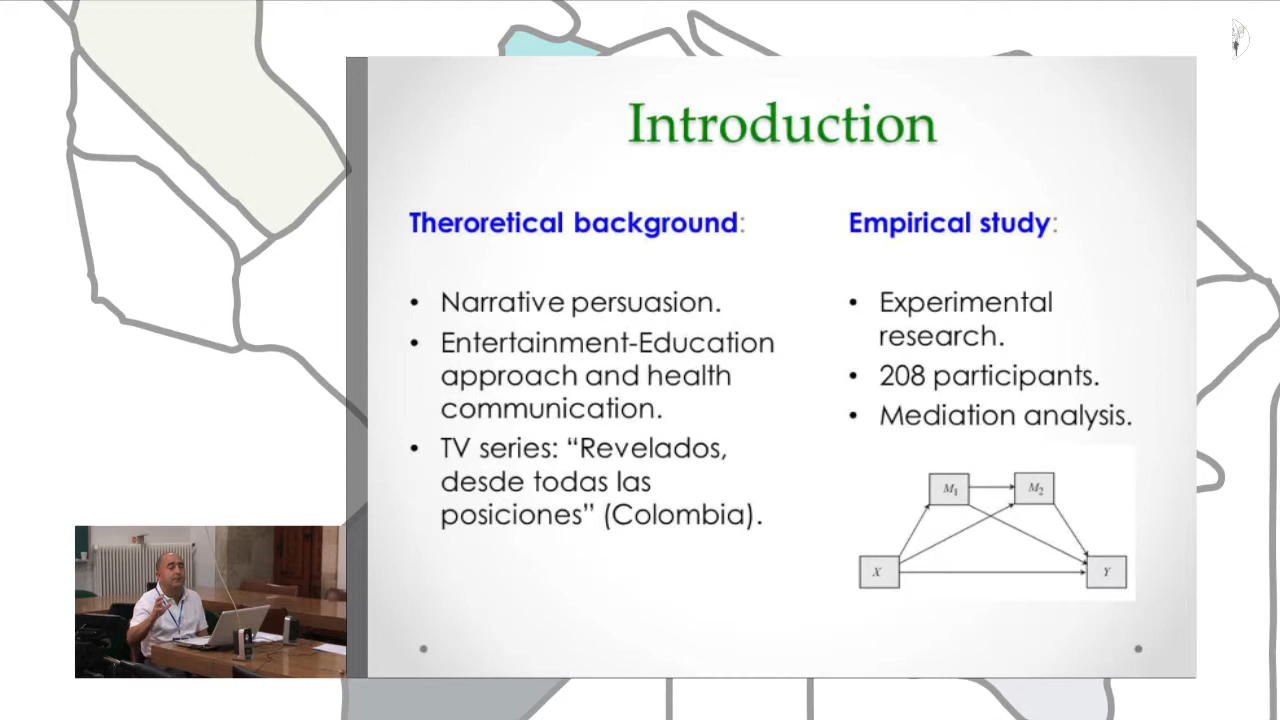 Introduction
Theroretical background:
• Narrative persuasion.
• Entertainment-Education
approach and health
communication.
• TV series: “Revelados,
desde todas las
posiciones” (Colombia).
Empirical study:
• Experimental
research.
• 208 participants.
• Mediation analysis.
M1
M2
X
Y